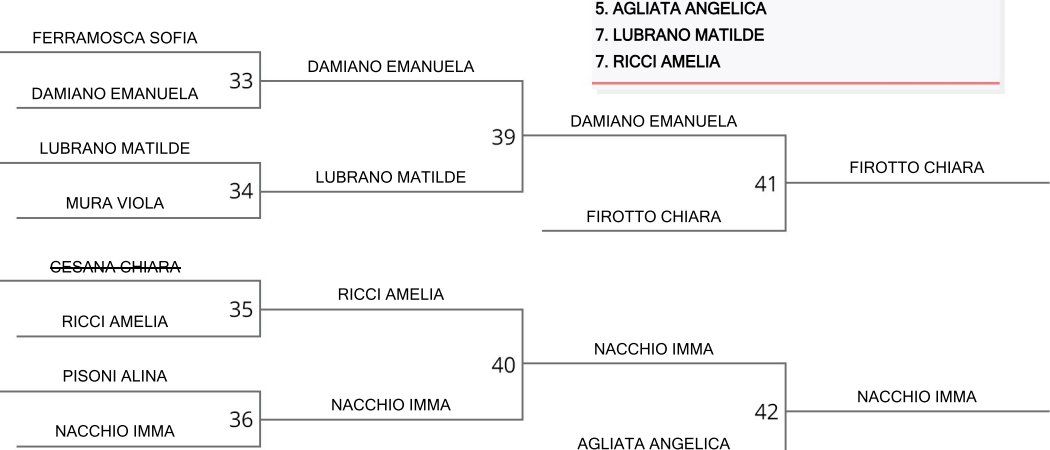 5. AGLIATA ANGELICA
7. LUBRANO MATILDE
7. RICCI AMELIA
FERRAMOSCA SOFIA
33
DAMIANO EMANUELA
DAMIANO EMANUELA
39
DAMIANO EMANUELA
LUBRANO MATILDE
34
MURA VIOLA
LUBRANO MATILDE
41
FIROTTO CHIARA
FIROTTO CHIARA
CESANA CHIARA
35
RICCI AMELIA
RICCI AMELIA
40
NACCHIO IMMA
PISONI ALINA
36
NACCHIO IMMA
NACCHIO IMMA
42
NACCHIO IMMA
AGLIATA ANGELICA